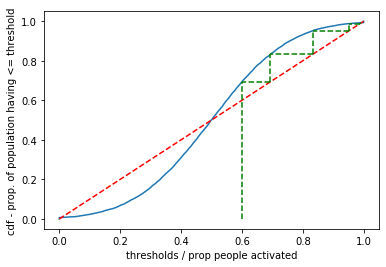 cdf - prop. of population having <= threshold
1.0
0.8
0.6
0.4
0.2
0.0
0.0 0.2 0.4 0.6 0.8 1.0
thresholds / prop people activated